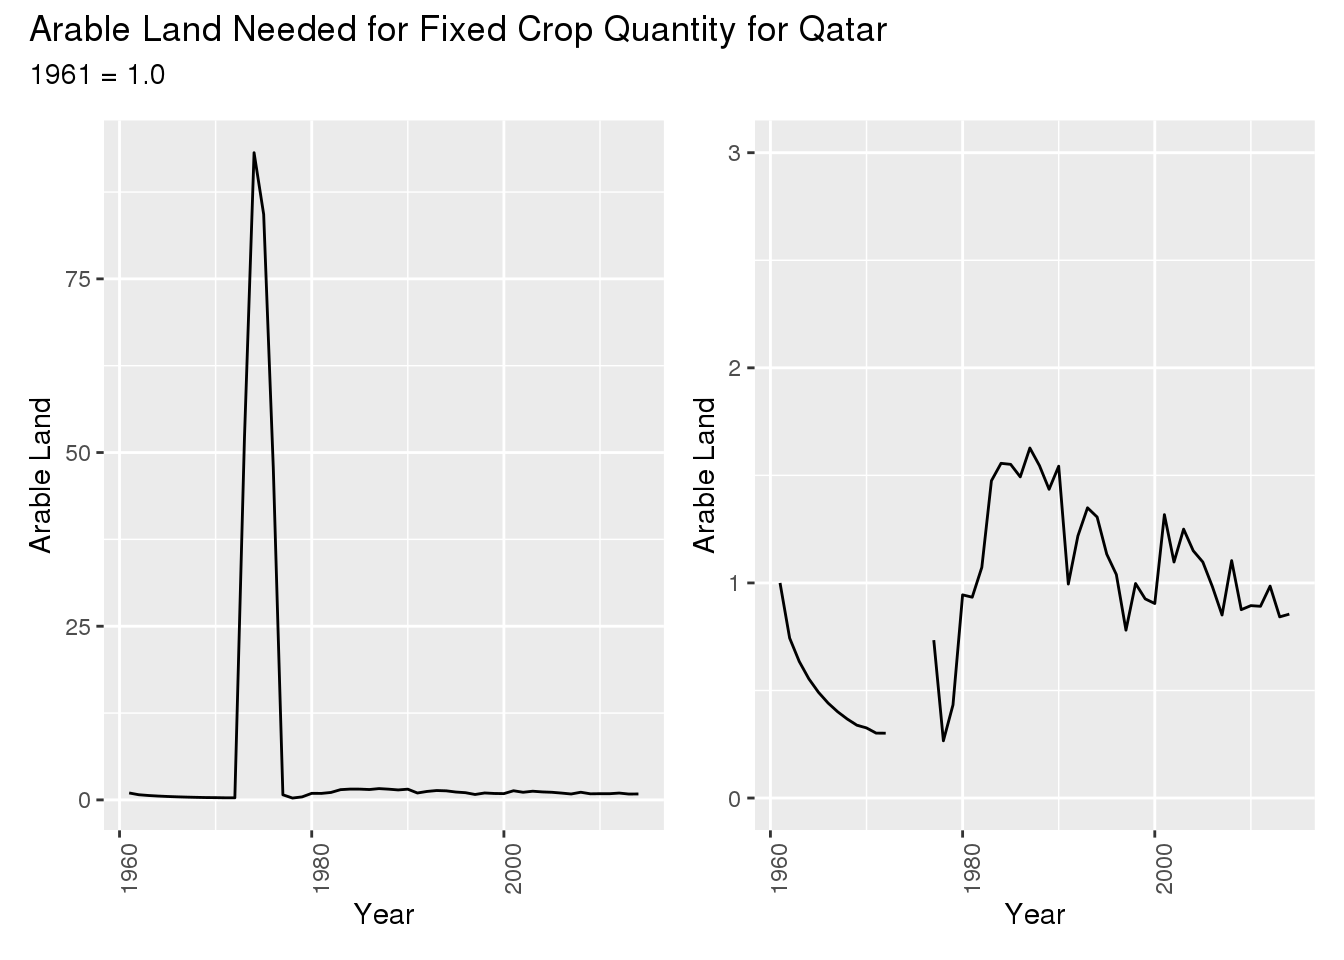 Arable Land Needed for Fixed Crop Quantity for Qatar
1961 = 1.0
Arable Land
75
50
25
0
1960
1980
2000
Year
Arable Land
3
2
1
0
1960
1980
2000
Year